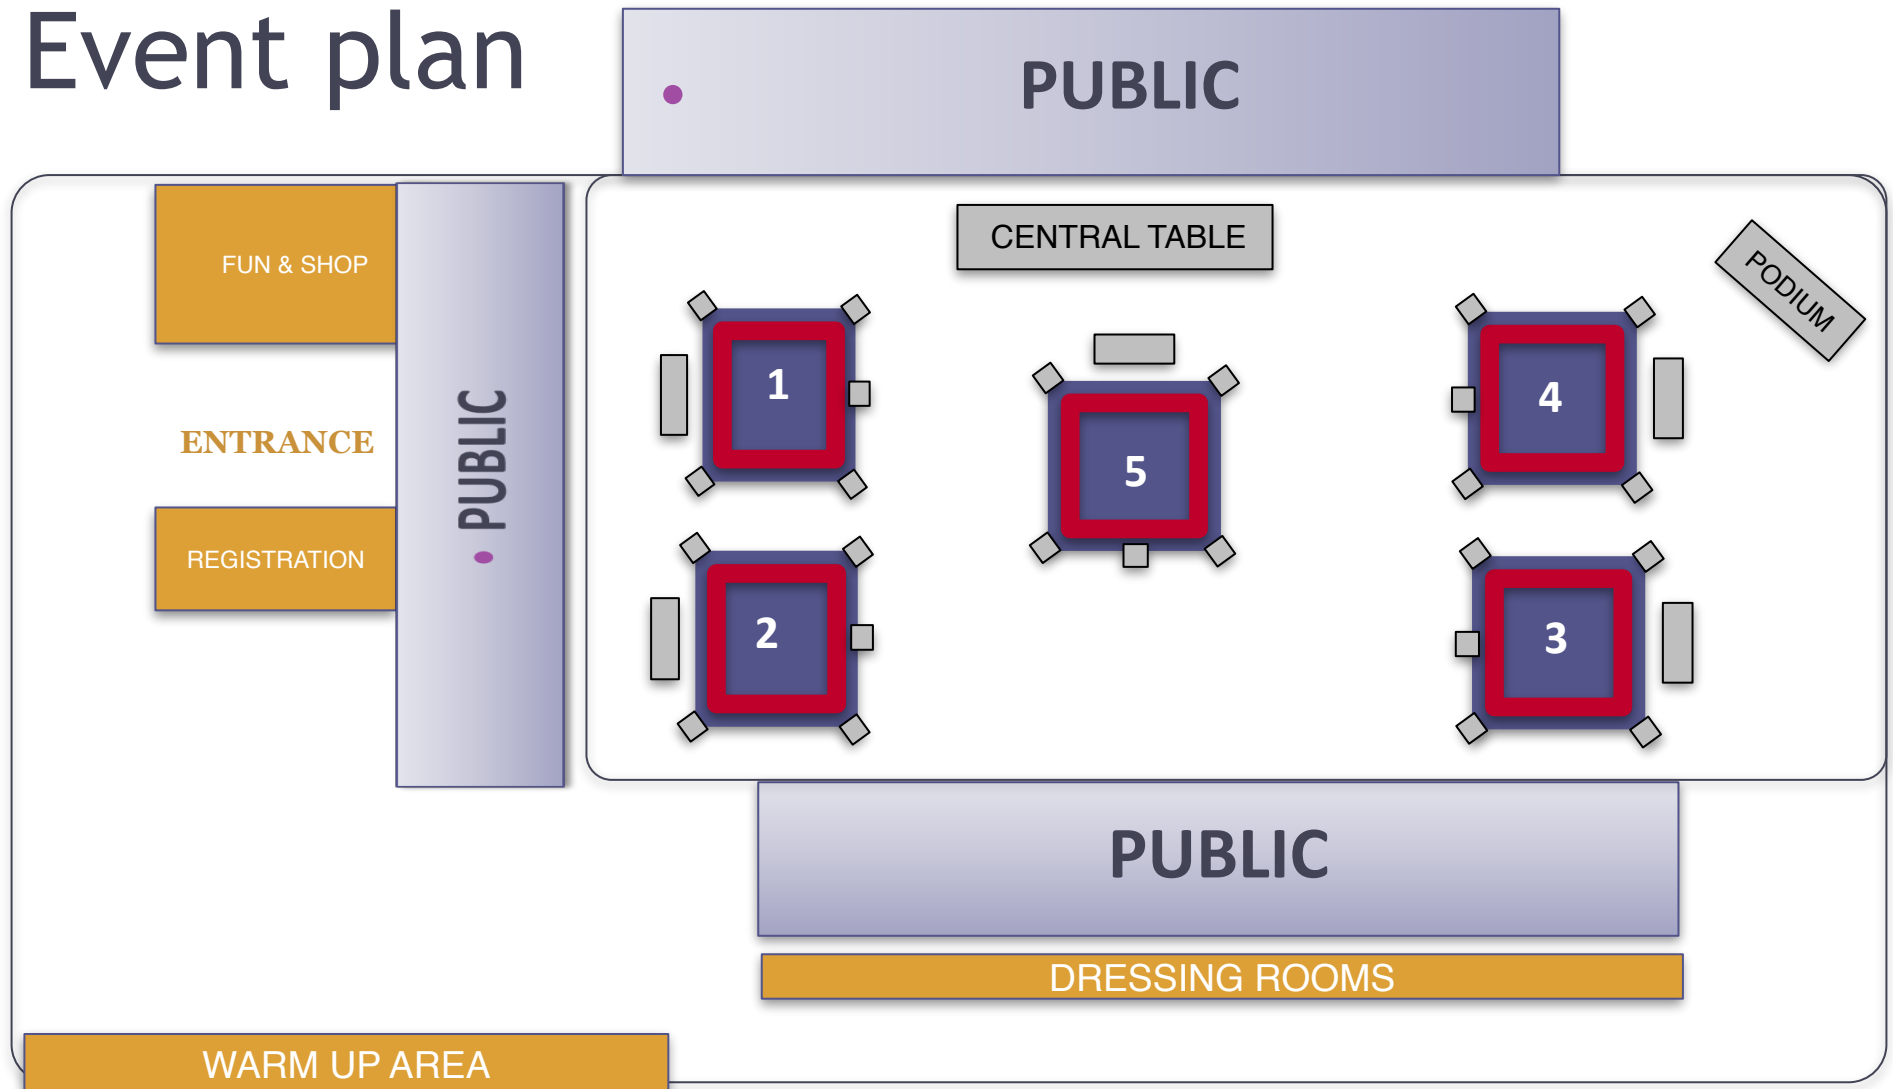 Event plan
• PUBLIC
FUN & SHOP
ENTRANCE
REGISTRATION
• PUBLIC
CENTRAL TABLE
PODIUM
1
4
5
2
3
PUBLIC
DRESSING ROOMS
WARM UP AREA